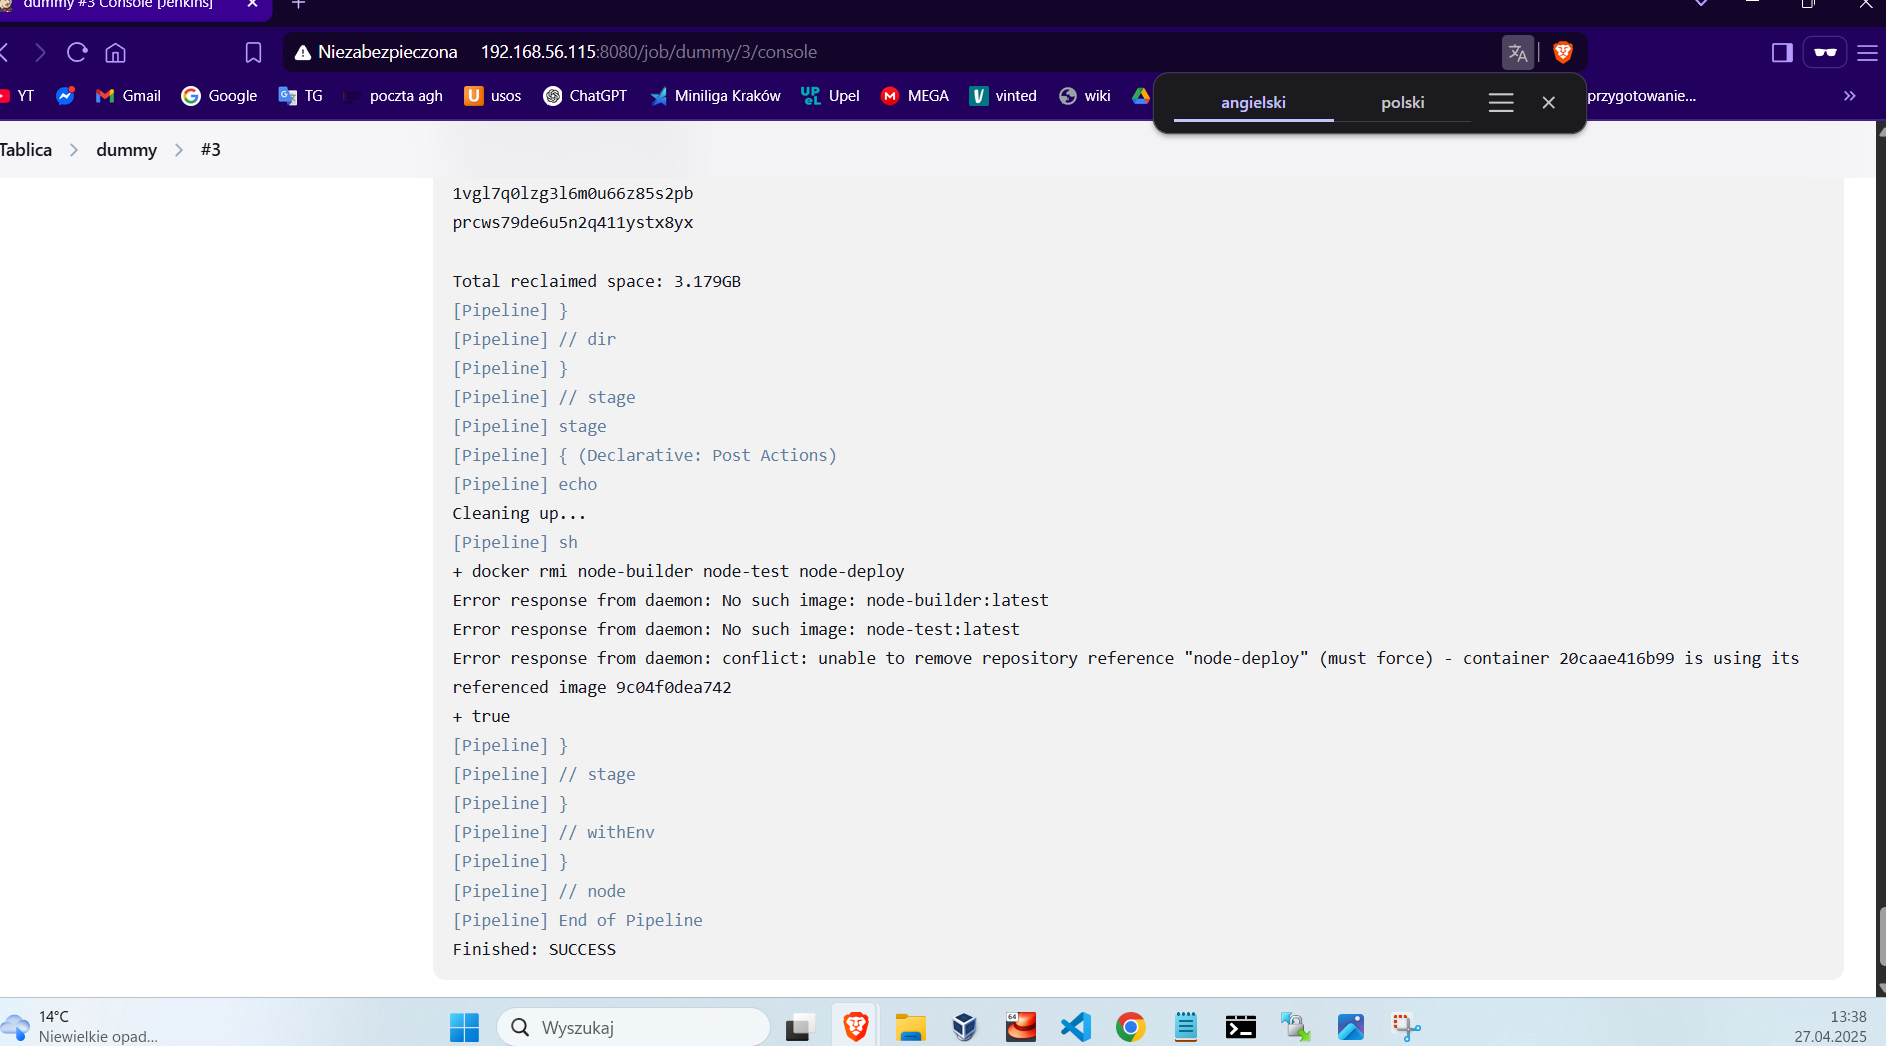 dummy #3 Console [Jenkins]
Niezabezpieczona 192.168.56.115:8080/job/dummy/3/console
YT Gmail Google TG poczta agh usos ChatGPT Miniliga Kraków Upel MEGA vinted wiki przygotowanie...
angielski polski
Tablica dummy #3
1vgl7q0lzg3l6m0u66z85s2pb
prcws79de6u5n2q411ystx8yx
Total reclaimed space: 3.179GB
[Pipeline] }
[Pipeline] // dir
[Pipeline] }
[Pipeline] // stage
[Pipeline] stage
[Pipeline] { (Declarative: Post Actions)
[Pipeline] echo
Cleaning up...
[Pipeline] sh
+ docker rmi node-builder node-test node-deploy
Error response from daemon: No such image: node-builder:latest
Error response from daemon: No such image: node-test:latest
Error response from daemon: conflict: unable to remove repository reference "node-deploy" (must force) - container 20caae416b99 is using its
referenced image 9c04f0dea742
+ true
[Pipeline] }
[Pipeline] // stage
[Pipeline] }
[Pipeline] // withEnv
[Pipeline] }
[Pipeline] // node
[Pipeline] End of Pipeline
Finished: SUCCESS
14°C
Niewielkie opad...
Wyszukaj
64
13:38
27.04.2025